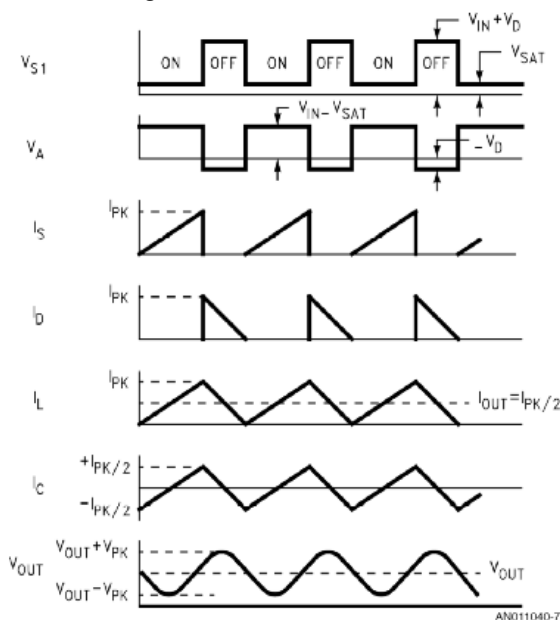 V_IN + V_D
V_S1 ON OFF ON OFF ON OFF V_SAT
V_IN – V_SAT
V_A – V_D
I_PK
I_S
I_PK
I_D
I_PK
I_L I_OUT = I_PK/2
+I_PK/2
I_C
–I_PK/2
V_OUT + V_PK
V_OUT V_OUT
V_OUT – V_PK
AN011040-7